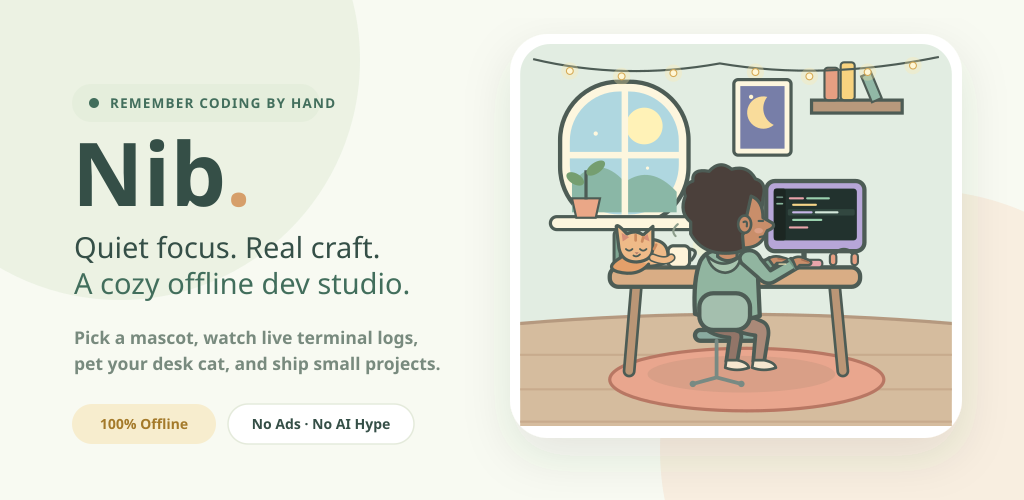 REMEMBER CODING BY HAND
Nib.
Quiet focus. Real craft.
A cozy offline dev studio.
Pick a mascot, watch live terminal logs,
pet your desk cat, and ship small projects.
100% Offline
No Ads · No AI Hype